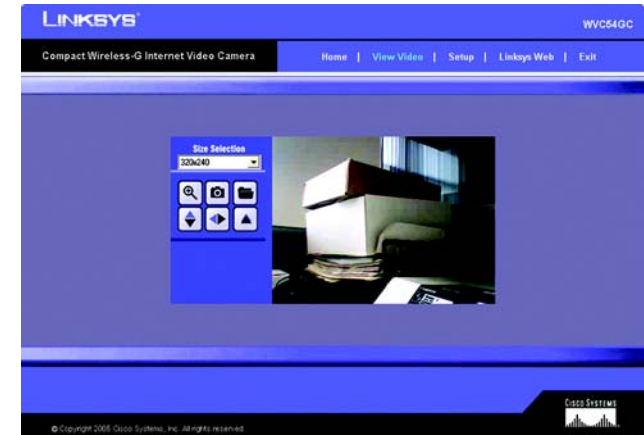 LINKSYS®
WVC54GC
Compact Wireless-G Internet Video Camera
Home | View Video | Setup | Linksys Web | Exit
Size Selection
320x240
CISCO SYSTEMS
© Copyright 2005 Cisco Systems, Inc. All rights reserved.